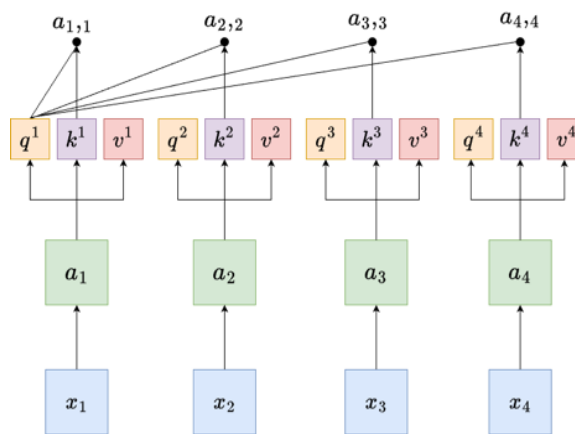 a₁,₁ a₂,₂ a₃,₃ a₄,₄
q¹ k¹ v¹ q² k² v² q³ k³ v³ q⁴ k⁴ v⁴
a₁ a₂ a₃ a₄
x₁ x₂ x₃ x₄